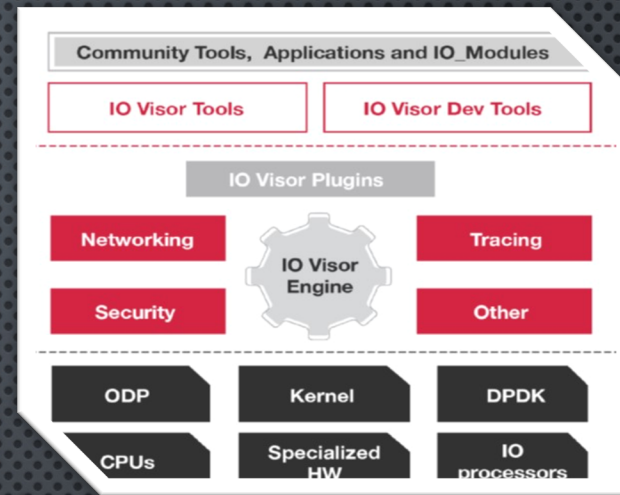 Community Tools, Applications and IO_Modules
IO Visor Tools
IO Visor Dev Tools
IO Visor Plugins
Networking
Tracing
IO Visor
Engine
Security
Other
ODP
Kernel
DPDK
CPUs
Specialized
HW
IO
processors